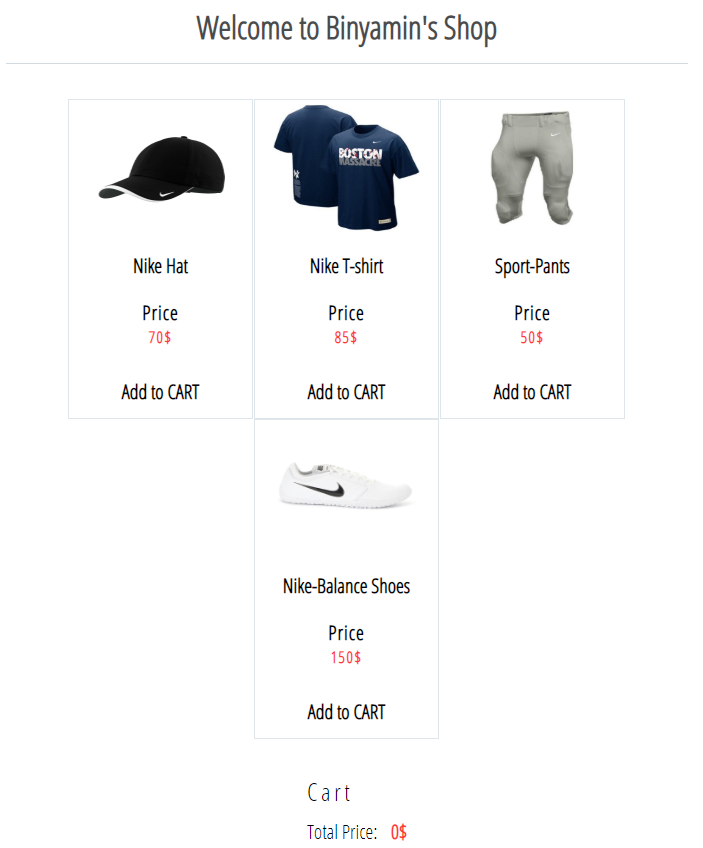 Welcome to Binyamin's Shop
BOSTON
MASSACRE
Nike Hat
Price
70$
Add to CART
Nike T-shirt
Price
85$
Add to CART
Sport-Pants
Price
50$
Add to CART
Nike-Balance Shoes
Price
150$
Add to CART
Cart
Total Price: 0$